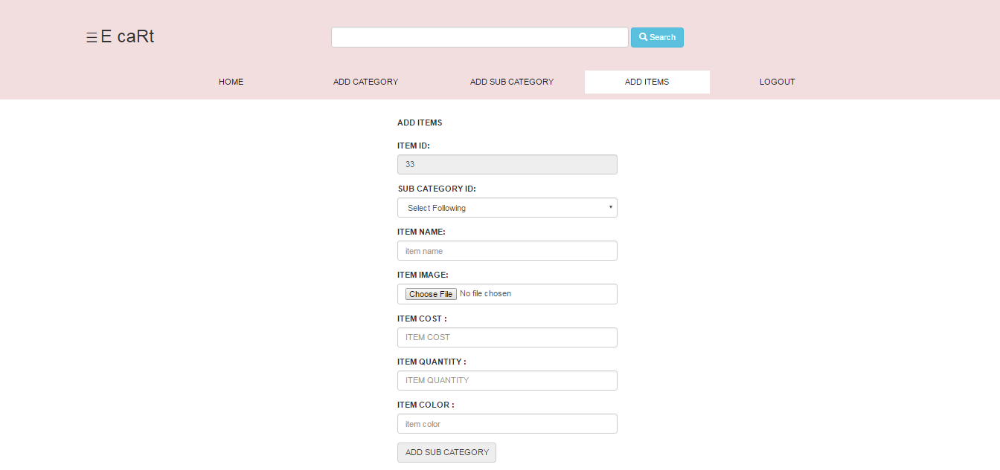 ☰ E caRt
Search
HOME ADD CATEGORY ADD SUB CATEGORY ADD ITEMS LOGOUT
ADD ITEMS
ITEM ID:
33
SUB CATEGORY ID:
Select Following
ITEM NAME:
item name
ITEM IMAGE:
Choose File No file chosen
ITEM COST :
ITEM COST
ITEM QUANTITY :
ITEM QUANTITY
ITEM COLOR :
item color
ADD SUB CATEGORY